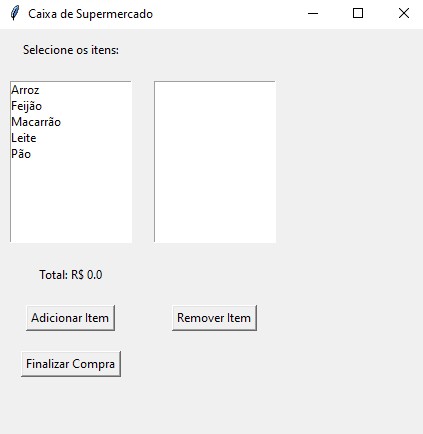 Caixa de Supermercado
Selecione os itens:
Arroz
Feijão
Macarrão
Leite
Pão
Total: R$ 0.0
Adicionar Item
Remover Item
Finalizar Compra